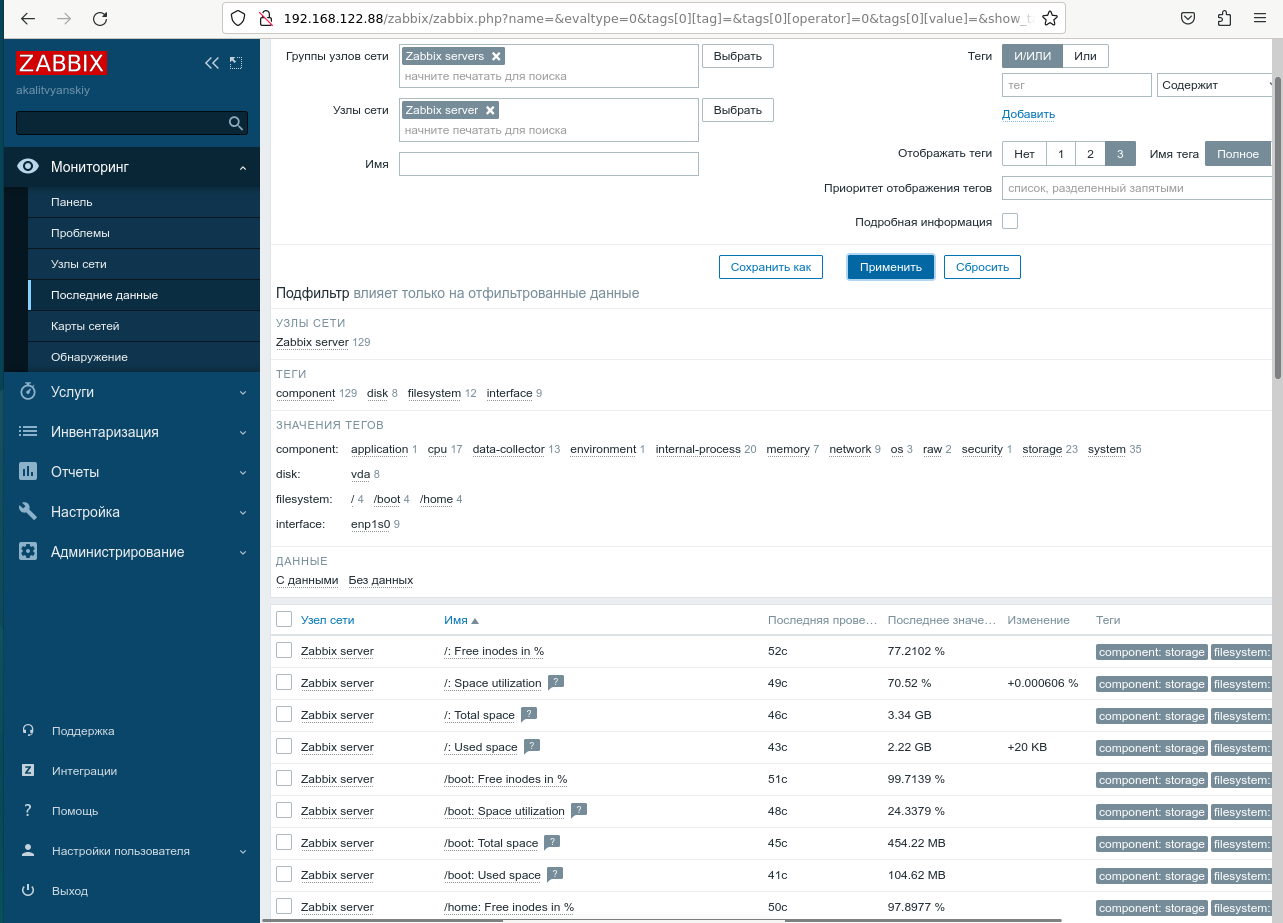 192.168.122.88/zabbix/zabbix.php?name=&evaltype=0&tags[0][tag]=&tags[0][operator]=0&tags[0][value]=&show_t
ZABBIX
akalitvyanskiy
Мониторинг
Панель
Проблемы
Узлы сети
Последние данные
Карты сетей
Обнаружение
Услуги
Инвентаризация
Отчеты
Настройка
Администрирование
Поддержка
Z Интеграции
? Помощь
Настройки пользователя
Выход
Группы узлов сети Zabbix servers Выбрать
начните печатать для поиска
Узлы сети Zabbix server Выбрать
начните печатать для поиска
Имя
Теги И/ИЛИ Или
тег Содержит
Добавить
Отображать теги Нет 1 2 3 Имя тега Полное
Приоритет отображения тегов список, разделенный запятыми
Подробная информация
Сохранить как Применить Сбросить
Подфильтр влияет только на отфильтрованные данные
УЗЛЫ СЕТИ
Zabbix server 129
ТЕГИ
component 129 disk 8 filesystem 12 interface 9
ЗНАЧЕНИЯ ТЕГОВ
component: application 1 cpu 17 data-collector 13 environment 1 internal-process 20 memory 7 network 9 os 3 raw 2 security 1 storage 23 system 35
disk: vda 8
filesystem: / 4 /boot 4 /home 4
interface: enp1s0 9
ДАННЫЕ
С данными Без данных
Узел сети Имя Последняя прове… Последнее значе… Изменение Теги
Zabbix server /: Free inodes in % 52с 77.2102 % component: storage filesystem:
Zabbix server /: Space utilization ? 49с 70.52 % +0.000606 % component: storage filesystem:
Zabbix server /: Total space ? 46с 3.34 GB component: storage filesystem:
Zabbix server /: Used space ? 43с 2.22 GB +20 KB component: storage filesystem:
Zabbix server /boot: Free inodes in % 51с 99.7139 % component: storage filesystem:
Zabbix server /boot: Space utilization ? 48с 24.3379 % component: storage filesystem:
Zabbix server /boot: Total space ? 45с 454.22 MB component: storage filesystem:
Zabbix server /boot: Used space ? 41с 104.62 MB component: storage filesystem:
Zabbix server /home: Free inodes in % 50с 97.8977 % component: storage filesystem: